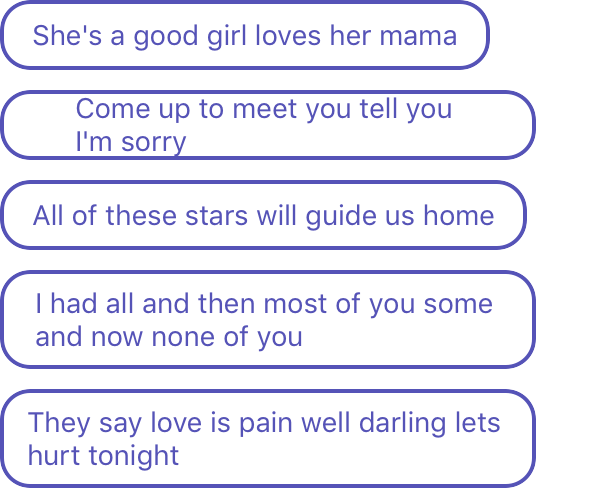 She's a good girl loves her mama
Come up to meet you tell you
I'm sorry
All of these stars will guide us home
I had all and then most of you some
and now none of you
They say love is pain well darling lets
hurt tonight